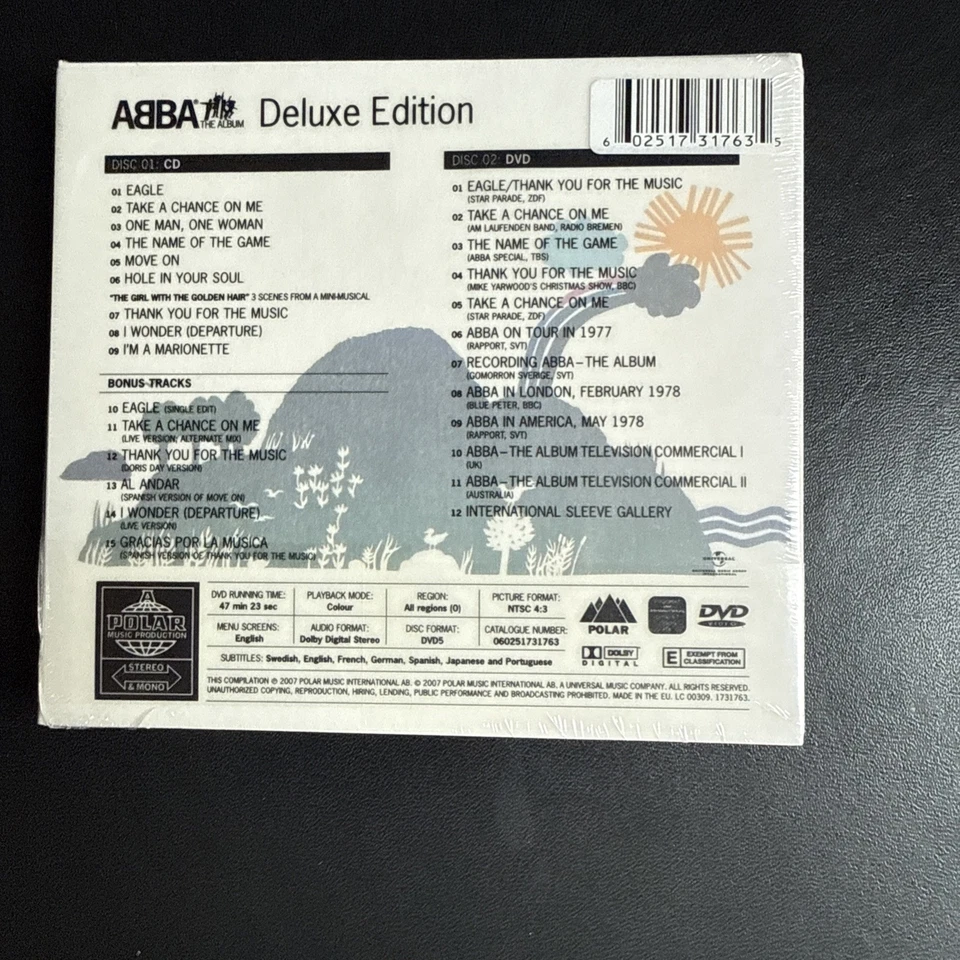 ABBA THE ALBUM Deluxe Edition
6 02517 31763 5
DISC 01: CD
01 EAGLE
02 TAKE A CHANCE ON ME
03 ONE MAN, ONE WOMAN
04 THE NAME OF THE GAME
05 MOVE ON
06 HOLE IN YOUR SOUL
"THE GIRL WITH THE GOLDEN HAIR" 3 SCENES FROM A MINI-MUSICAL
07 THANK YOU FOR THE MUSIC
08 I WONDER (DEPARTURE)
09 I'M A MARIONETTE
BONUS TRACKS
10 EAGLE (SINGLE EDIT)
11 TAKE A CHANCE ON ME
(LIVE VERSION; ALTERNATE MIX)
12 THANK YOU FOR THE MUSIC
(DORIS DAY VERSION)
13 AL ANDAR
(SPANISH VERSION OF MOVE ON)
14 I WONDER (DEPARTURE)
(LIVE VERSION)
15 GRACIAS POR LA MÚSICA
(SPANISH VERSION OF THANK YOU FOR THE MUSIC)
DISC 02: DVD
01 EAGLE/THANK YOU FOR THE MUSIC
(STAR PARADE, ZDF)
02 TAKE A CHANCE ON ME
(AM LAUFENDEN BAND, RADIO BREMEN)
03 THE NAME OF THE GAME
(ABBA SPECIAL, TBS)
04 THANK YOU FOR THE MUSIC
(MIKE YARWOOD'S CHRISTMAS SHOW, BBC)
05 TAKE A CHANCE ON ME
(STAR PARADE, ZDF)
06 ABBA ON TOUR IN 1977
(RAPPORT, SVT)
07 RECORDING ABBA–THE ALBUM
(GOMORRON SVERIGE, SVT)
08 ABBA IN LONDON, FEBRUARY 1978
(BLUE PETER, BBC)
09 ABBA IN AMERICA, MAY 1978
(RAPPORT, SVT)
10 ABBA–THE ALBUM TELEVISION COMMERCIAL I
(UK)
11 ABBA–THE ALBUM TELEVISION COMMERCIAL II
(AUSTRALIA)
12 INTERNATIONAL SLEEVE GALLERY
UNIVERSAL
A
POLAR
MUSIC PRODUCTION
STEREO
& MONO
DVD RUNNING TIME:
47 min 23 sec
PLAYBACK MODE:
Colour
REGION:
All regions (0)
PICTURE FORMAT:
NTSC 4:3
MENU SCREENS:
English
AUDIO FORMAT:
Dolby Digital Stereo
DISC FORMAT:
DVD5
CATALOGUE NUMBER:
060251731763
SUBTITLES: Swedish, English, French, German, Spanish, Japanese and Portuguese
POLAR
DVD
VIDEO
DOLBY
DIGITAL
E EXEMPT FROM
CLASSIFICATION
THIS COMPILATION ℗ 2007 POLAR MUSIC INTERNATIONAL AB. © 2007 POLAR MUSIC INTERNATIONAL AB. A UNIVERSAL MUSIC COMPANY. ALL RIGHTS RESERVED.
UNAUTHORIZED COPYING, REPRODUCTION, HIRING, LENDING, PUBLIC PERFORMANCE AND BROADCASTING PROHIBITED. MADE IN THE EU. LC 00309. 1731763.